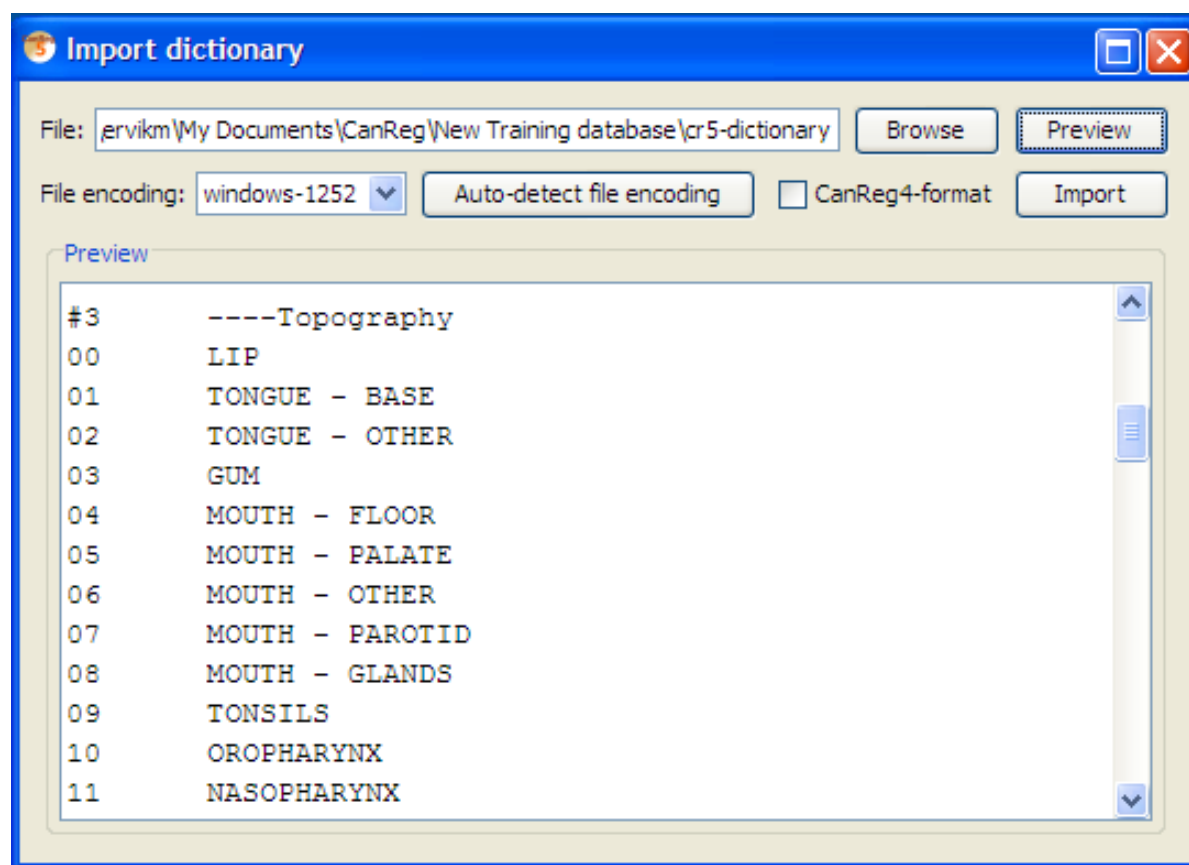 Import dictionary
File: ervikm\My Documents\CanReg\New Training database\cr5-dictionary Browse Preview
File encoding: windows-1252 Auto-detect file encoding CanReg4-format Import
Preview
#3 ----Topography
00 LIP
01 TONGUE - BASE
02 TONGUE - OTHER
03 GUM
04 MOUTH - FLOOR
05 MOUTH - PALATE
06 MOUTH - OTHER
07 MOUTH - PAROTID
08 MOUTH - GLANDS
09 TONSILS
10 OROPHARYNX
11 NASOPHARYNX